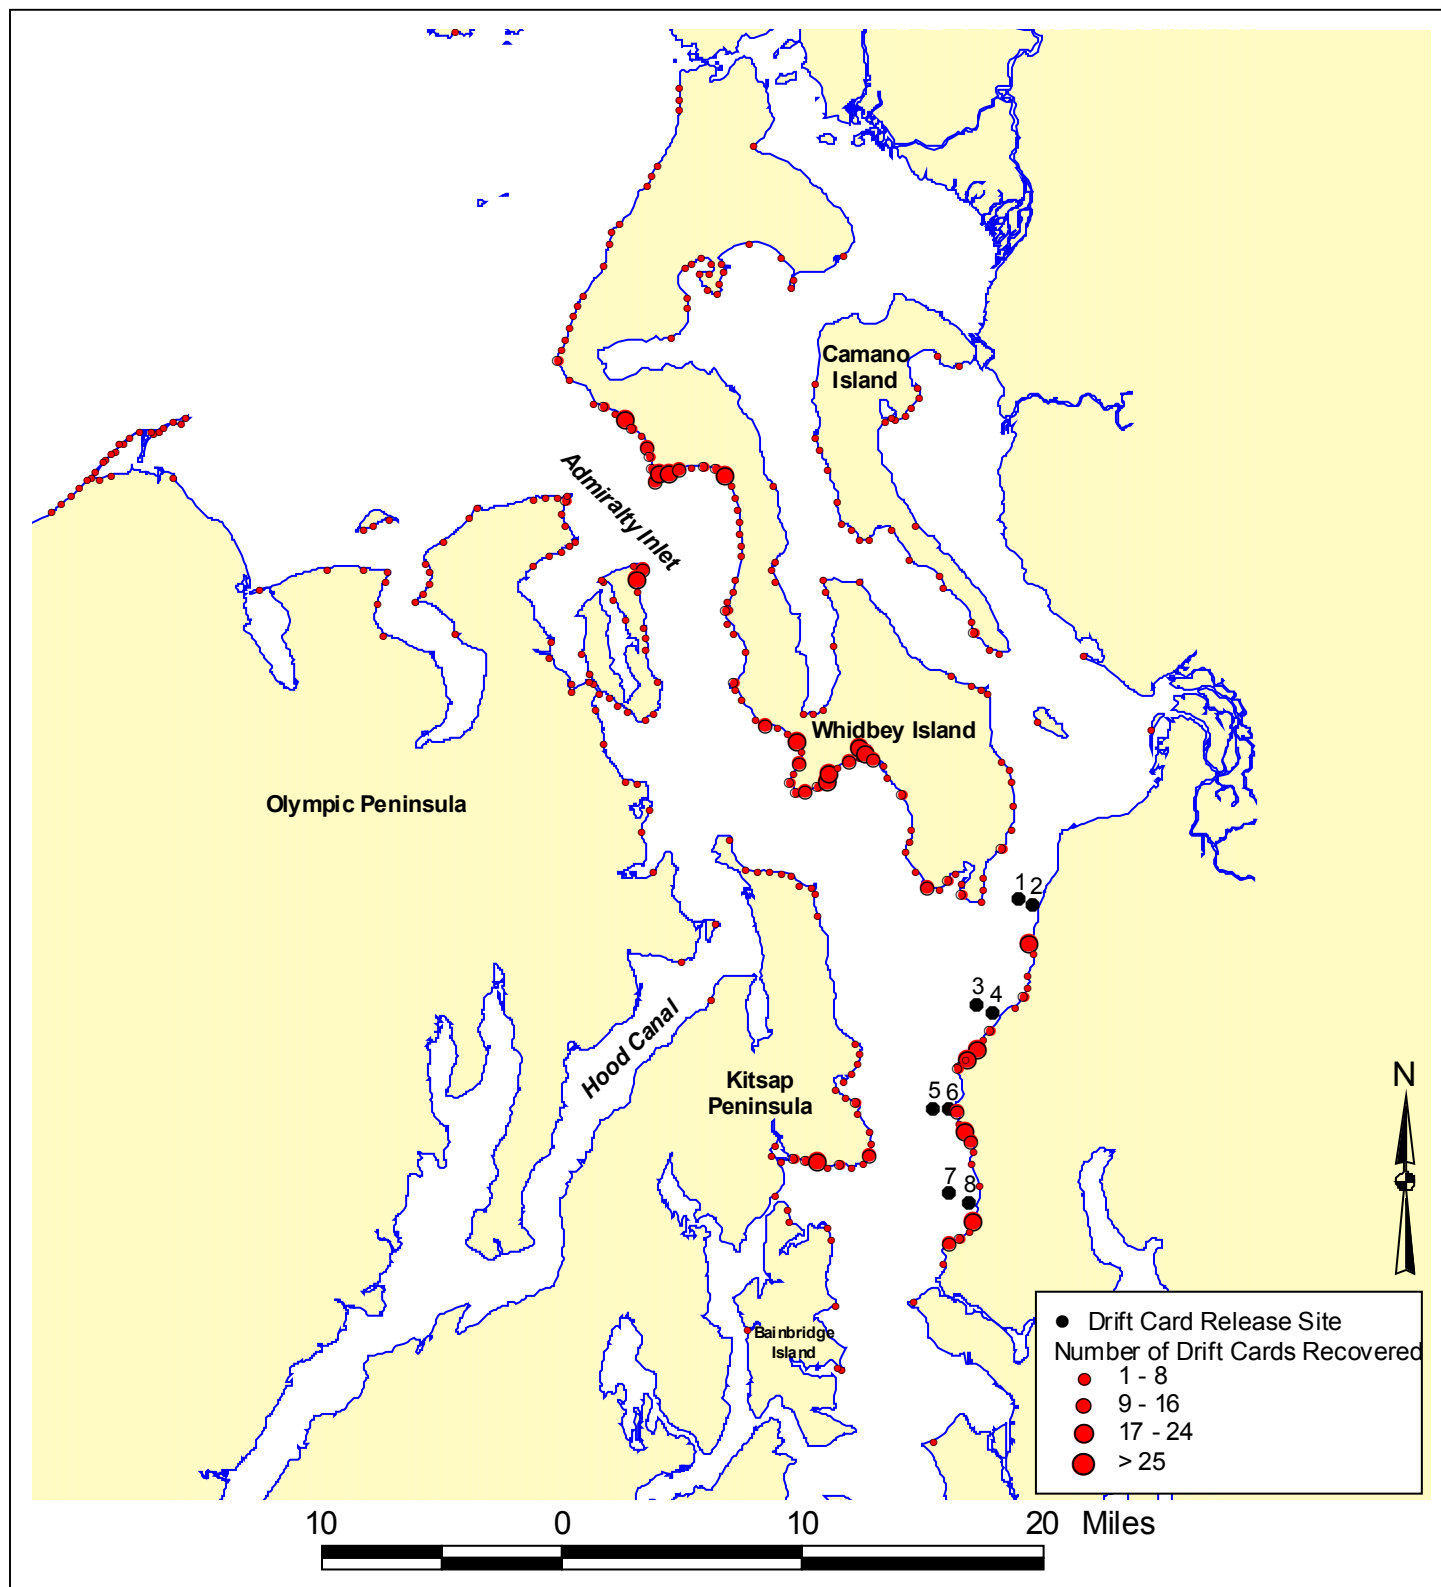 Camano
Island
Admiralty Inlet
Whidbey Island
Olympic Peninsula
1 2
3 4
Hood Canal
Kitsap
Peninsula
5 6
N
7 8
Bainbridge
Island
Drift Card Release Site
Number of Drift Cards Recovered
1 - 8
9 - 16
17 - 24
> 25
10 0 10 20 Miles